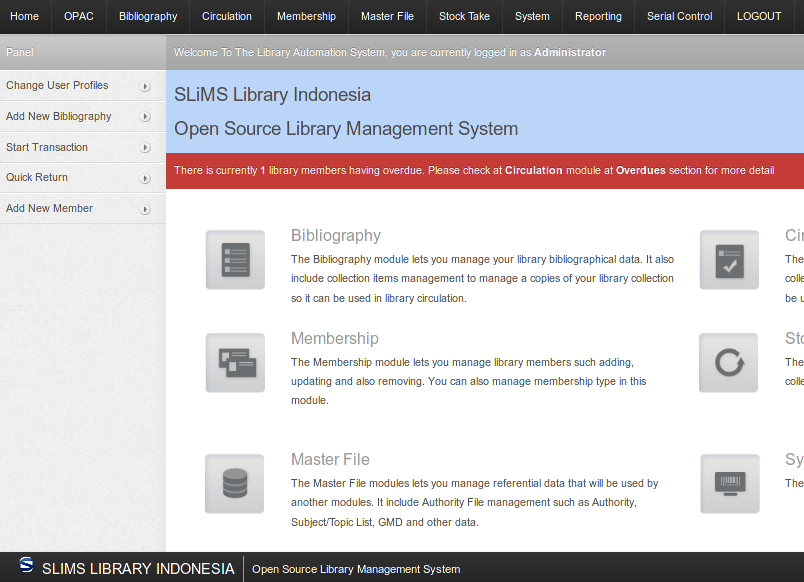 Home OPAC Bibliography Circulation Membership Master File Stock Take System Reporting Serial Control LOGOUT
Panel
Welcome To The Library Automation System, you are currently logged in as Administrator
Change User Profiles
Add New Bibliography
Start Transaction
Quick Return
Add New Member
SLiMS Library Indonesia
Open Source Library Management System
There is currently 1 library members having overdue. Please check at Circulation module at Overdues section for more detail
Bibliography
The Bibliography module lets you manage your library bibliographical data. It also
include collection items management to manage a copies of your library collection
so it can be used in library circulation.
Cir
The
colle
be u
Membership
The Membership module lets you manage library members such adding,
updating and also removing. You can also manage membership type in this
module.
Sto
The
colle
Master File
The Master File modules lets you manage referential data that will be used by
another modules. It include Authority File management such as Authority,
Subject/Topic List, GMD and other data.
Sy
The
SLIMS LIBRARY INDONESIA
Open Source Library Management System